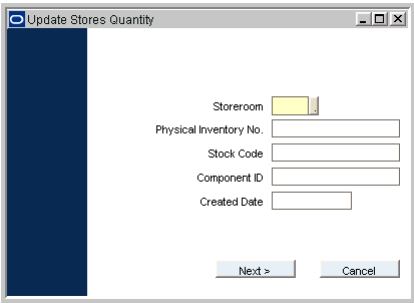 Update Stores Quantity
Storeroom
Physical Inventory No.
Stock Code
Component ID
Created Date
Next >
Cancel